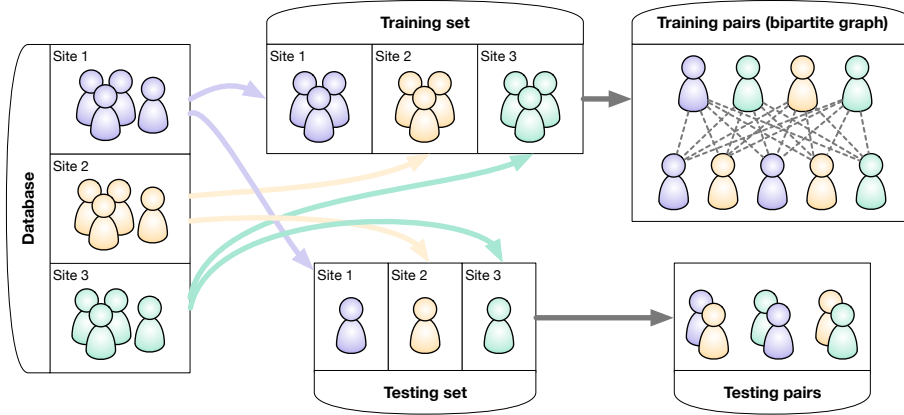 Training set
Training pairs (bipartite graph)
Site 1
Site 1
Site 2
Site 3
Database
Site 2
Site 3
Site 1
Site 2
Site 3
Testing set
Testing pairs